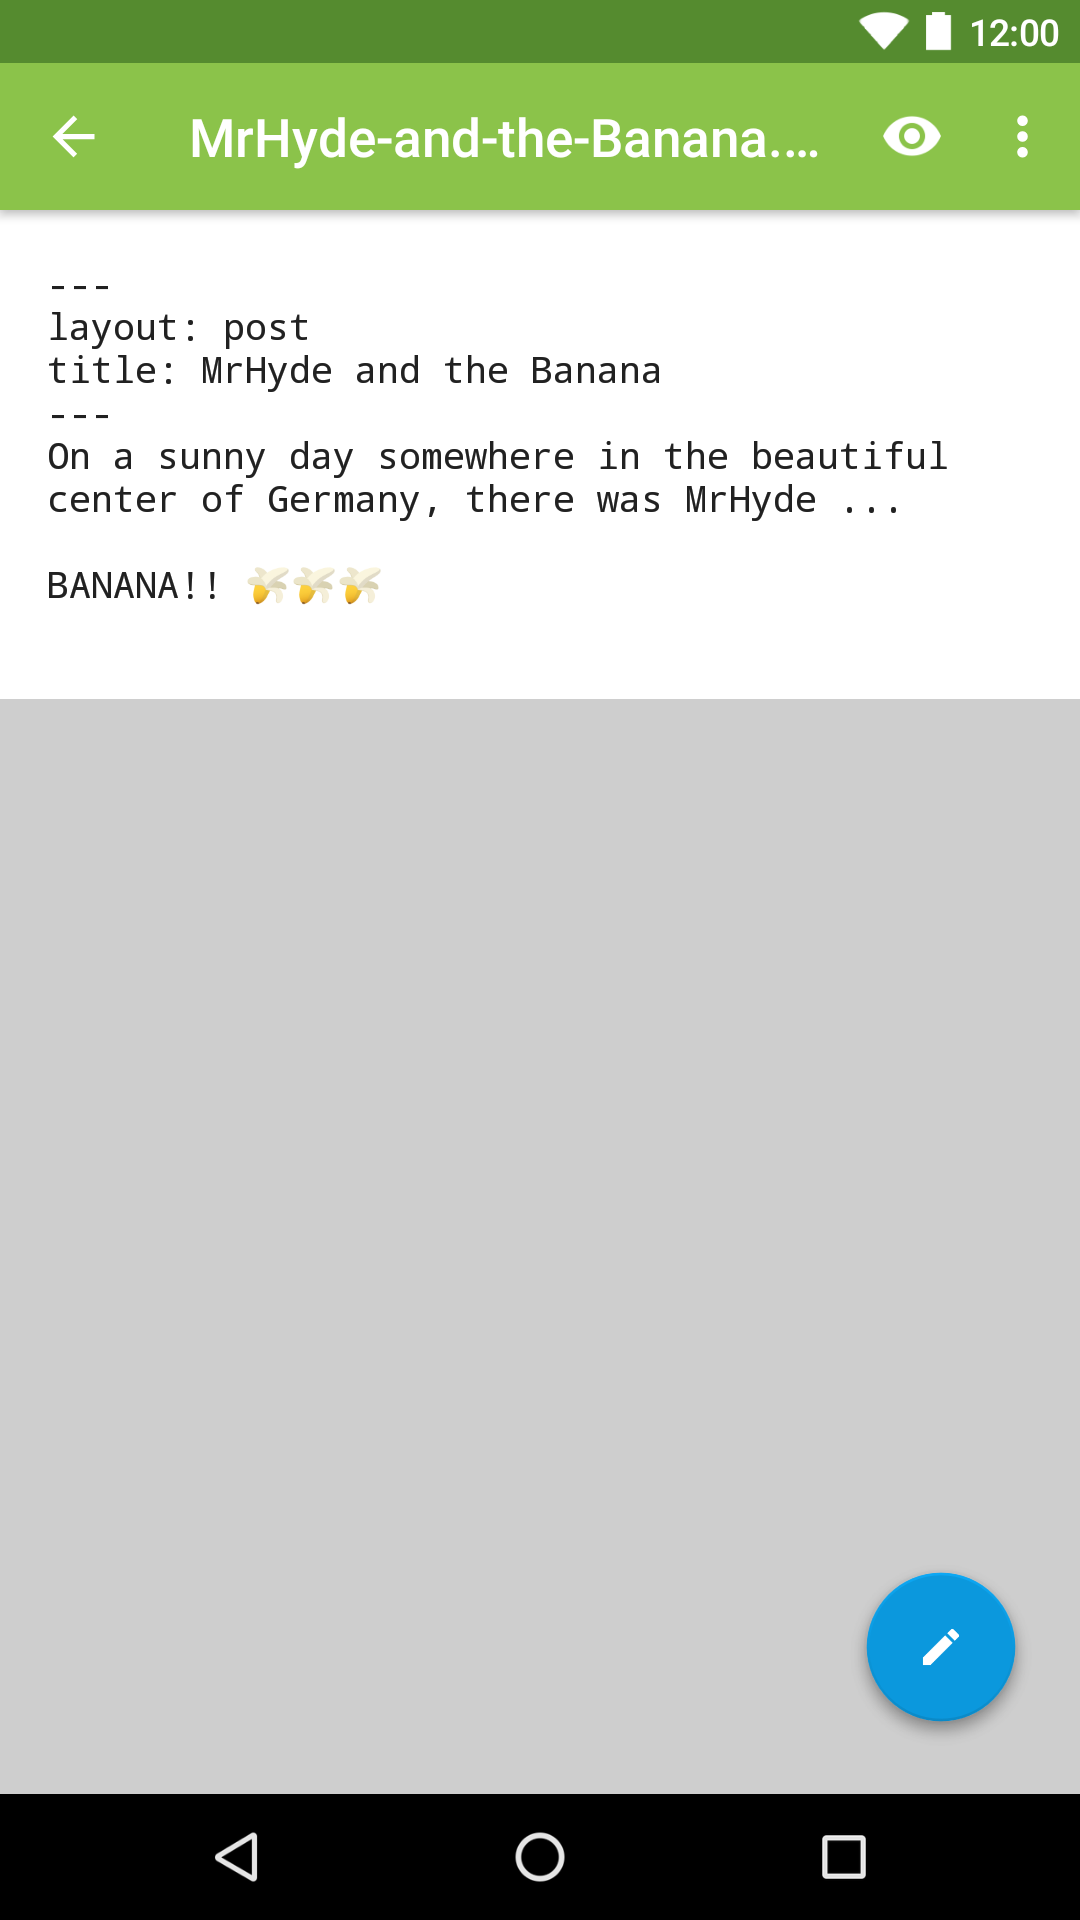 12:00
MrHyde-and-the-Banana.…
---
layout: post
title: MrHyde and the Banana
---
On a sunny day somewhere in the beautiful
center of Germany, there was MrHyde ...
BANANA!! 🍌🍌🍌